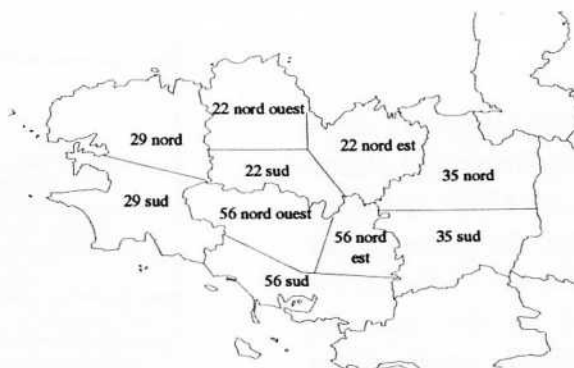 22 nord ouest
29 nord
22 nord est
22 sud
35 nord
29 sud
56 nord ouest
56 nord
est
35 sud
56 sud